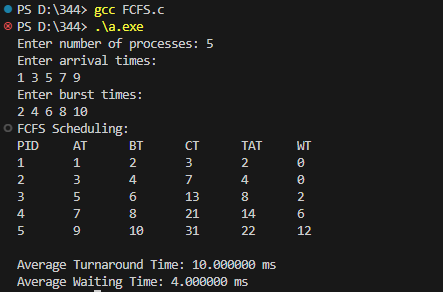 PS D:\344> gcc FCFS.c
PS D:\344> .\a.exe
Enter number of processes: 5
Enter arrival times:
1 3 5 7 9
Enter burst times:
2 4 6 8 10
FCFS Scheduling:
PID AT BT CT TAT WT
1 1 2 3 2 0
2 3 4 7 4 0
3 5 6 13 8 2
4 7 8 21 14 6
5 9 10 31 22 12
Average Turnaround Time: 10.000000 ms
Average Waiting Time: 4.000000 ms